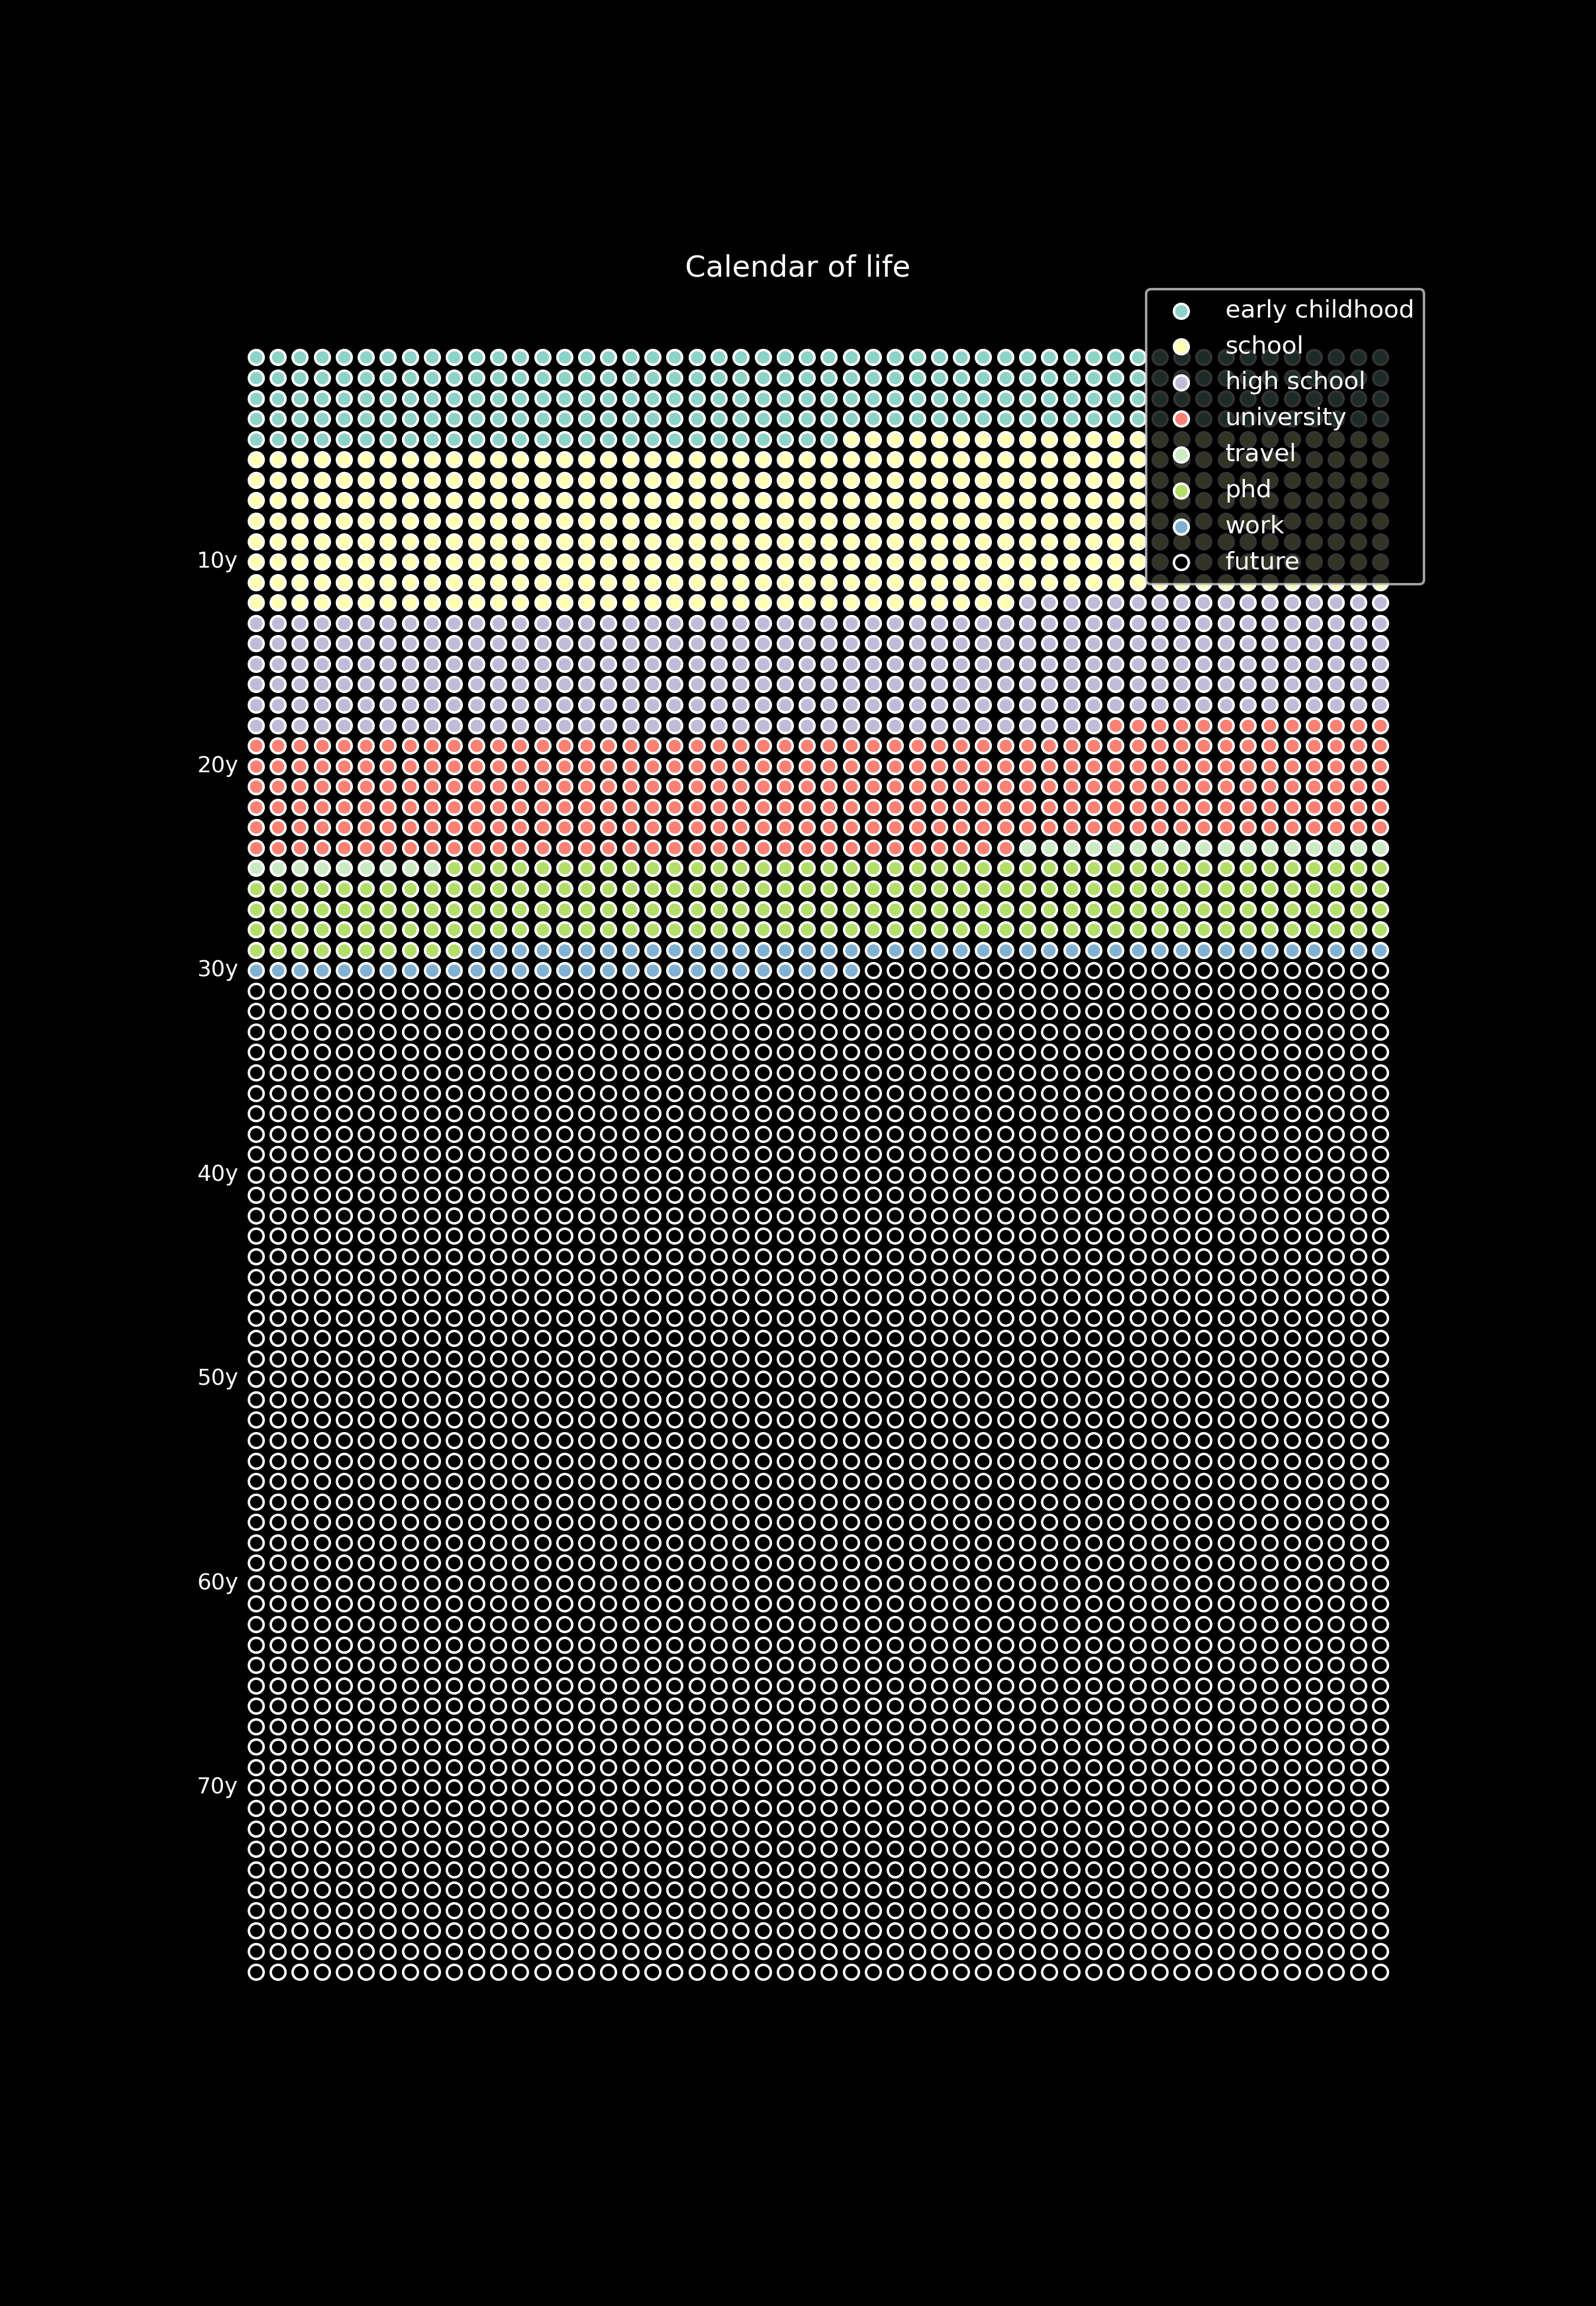 Calendar of life
early childhood
school
high school
university
travel
phd
work
future
10y
20y
30y
40y
50y
60y
70y